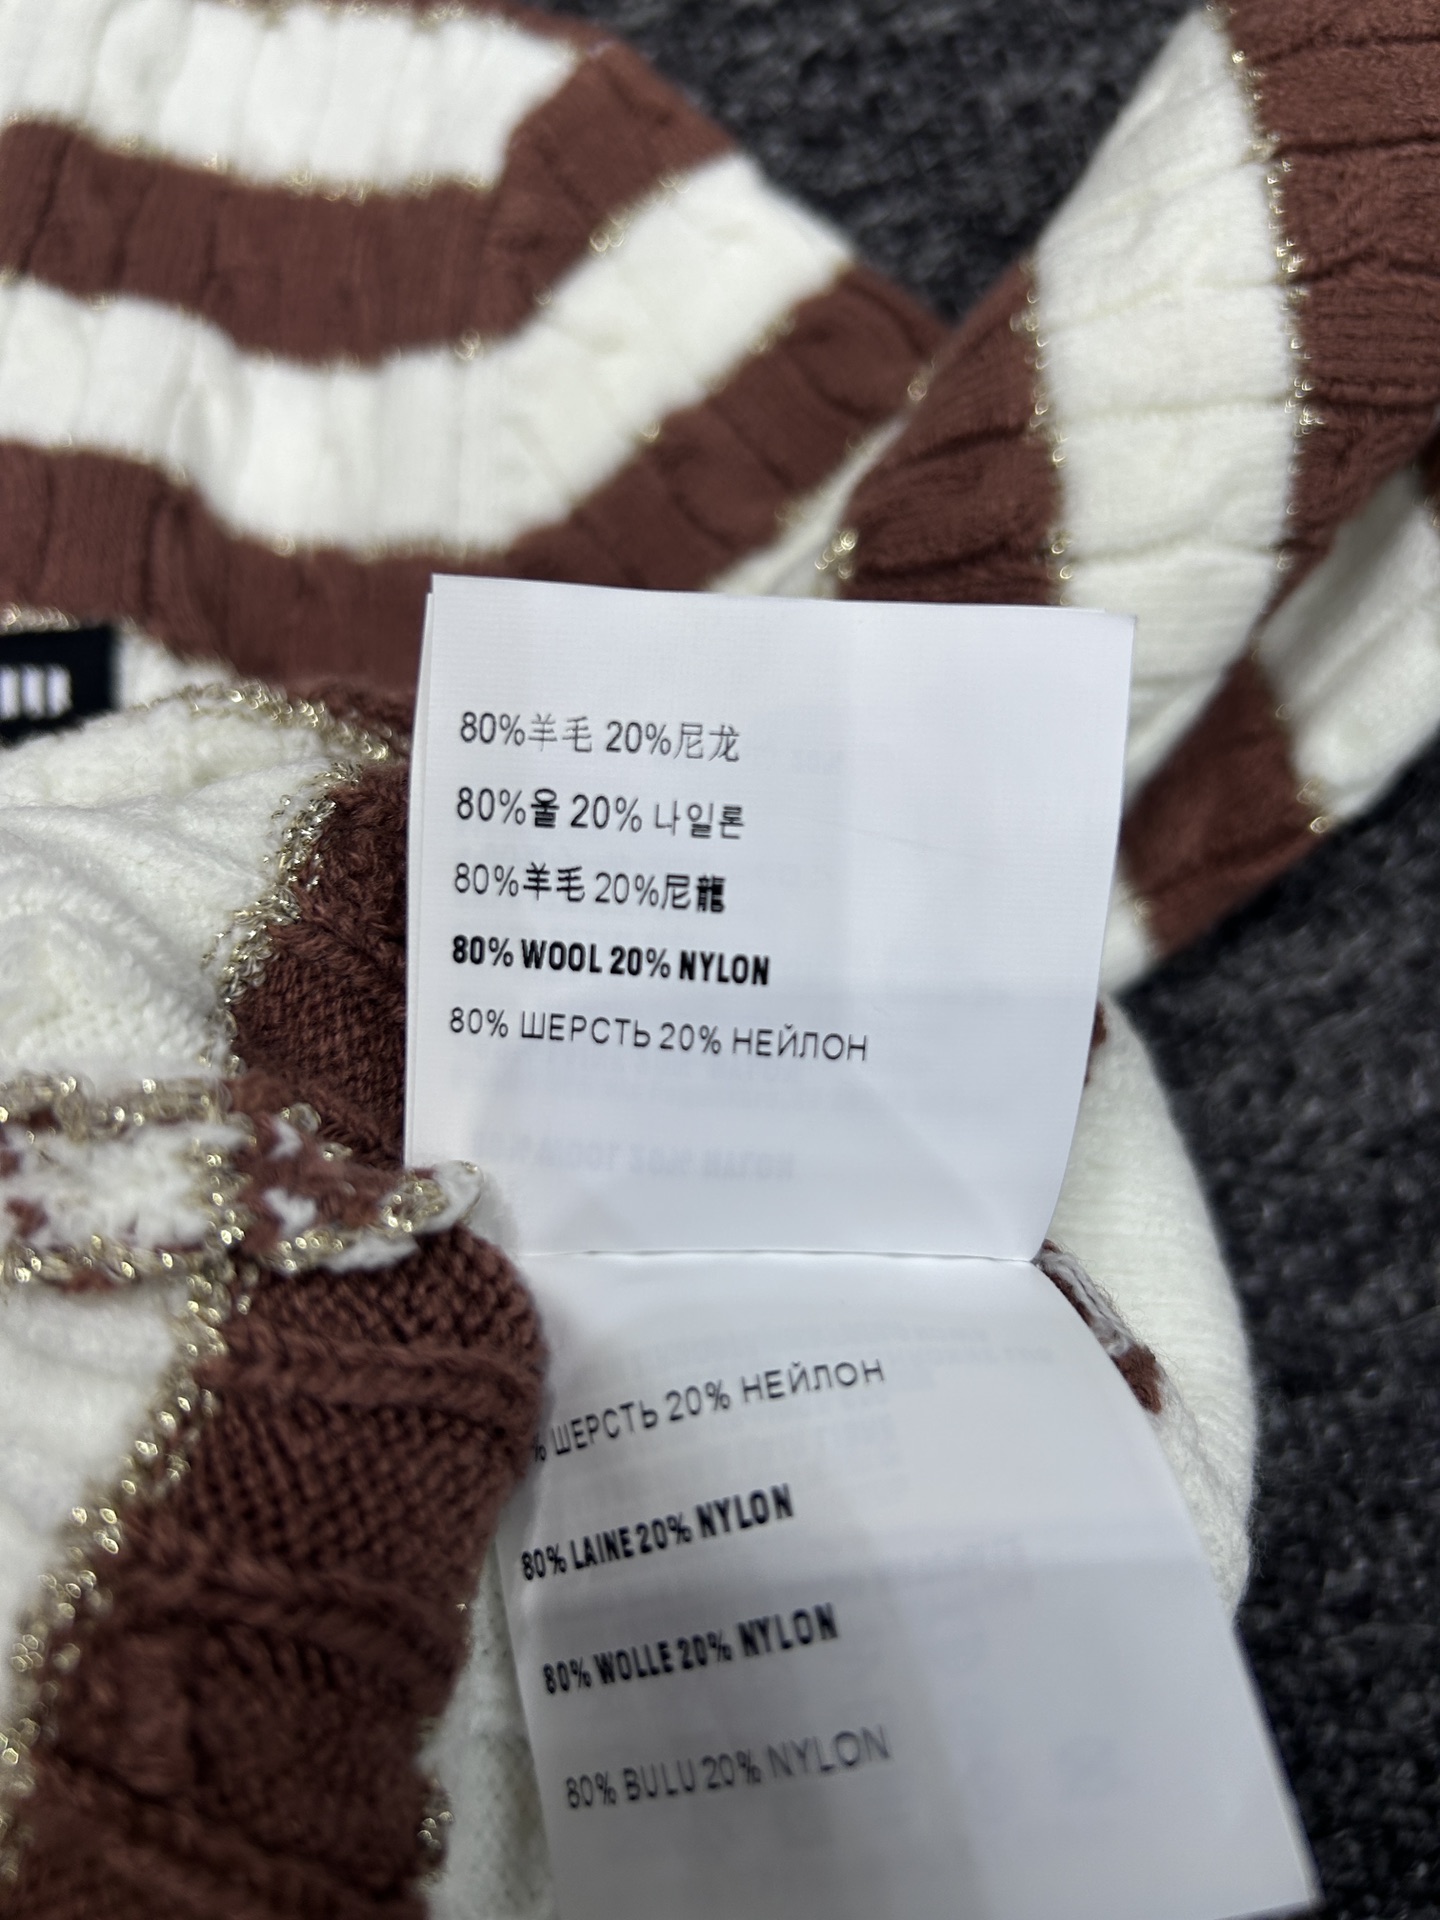 80%羊毛 20%尼龙
80%울 20% 나일론
80%羊毛 20%尼龍
80% WOOL 20% NYLON
80% ШЕРСТЬ 20% НЕЙЛОН
% ШЕРСТЬ 20% НЕЙЛОН
80% LAINE 20% NYLON
80% WOLLE 20% NYLON
80% BULU 20% NYLON